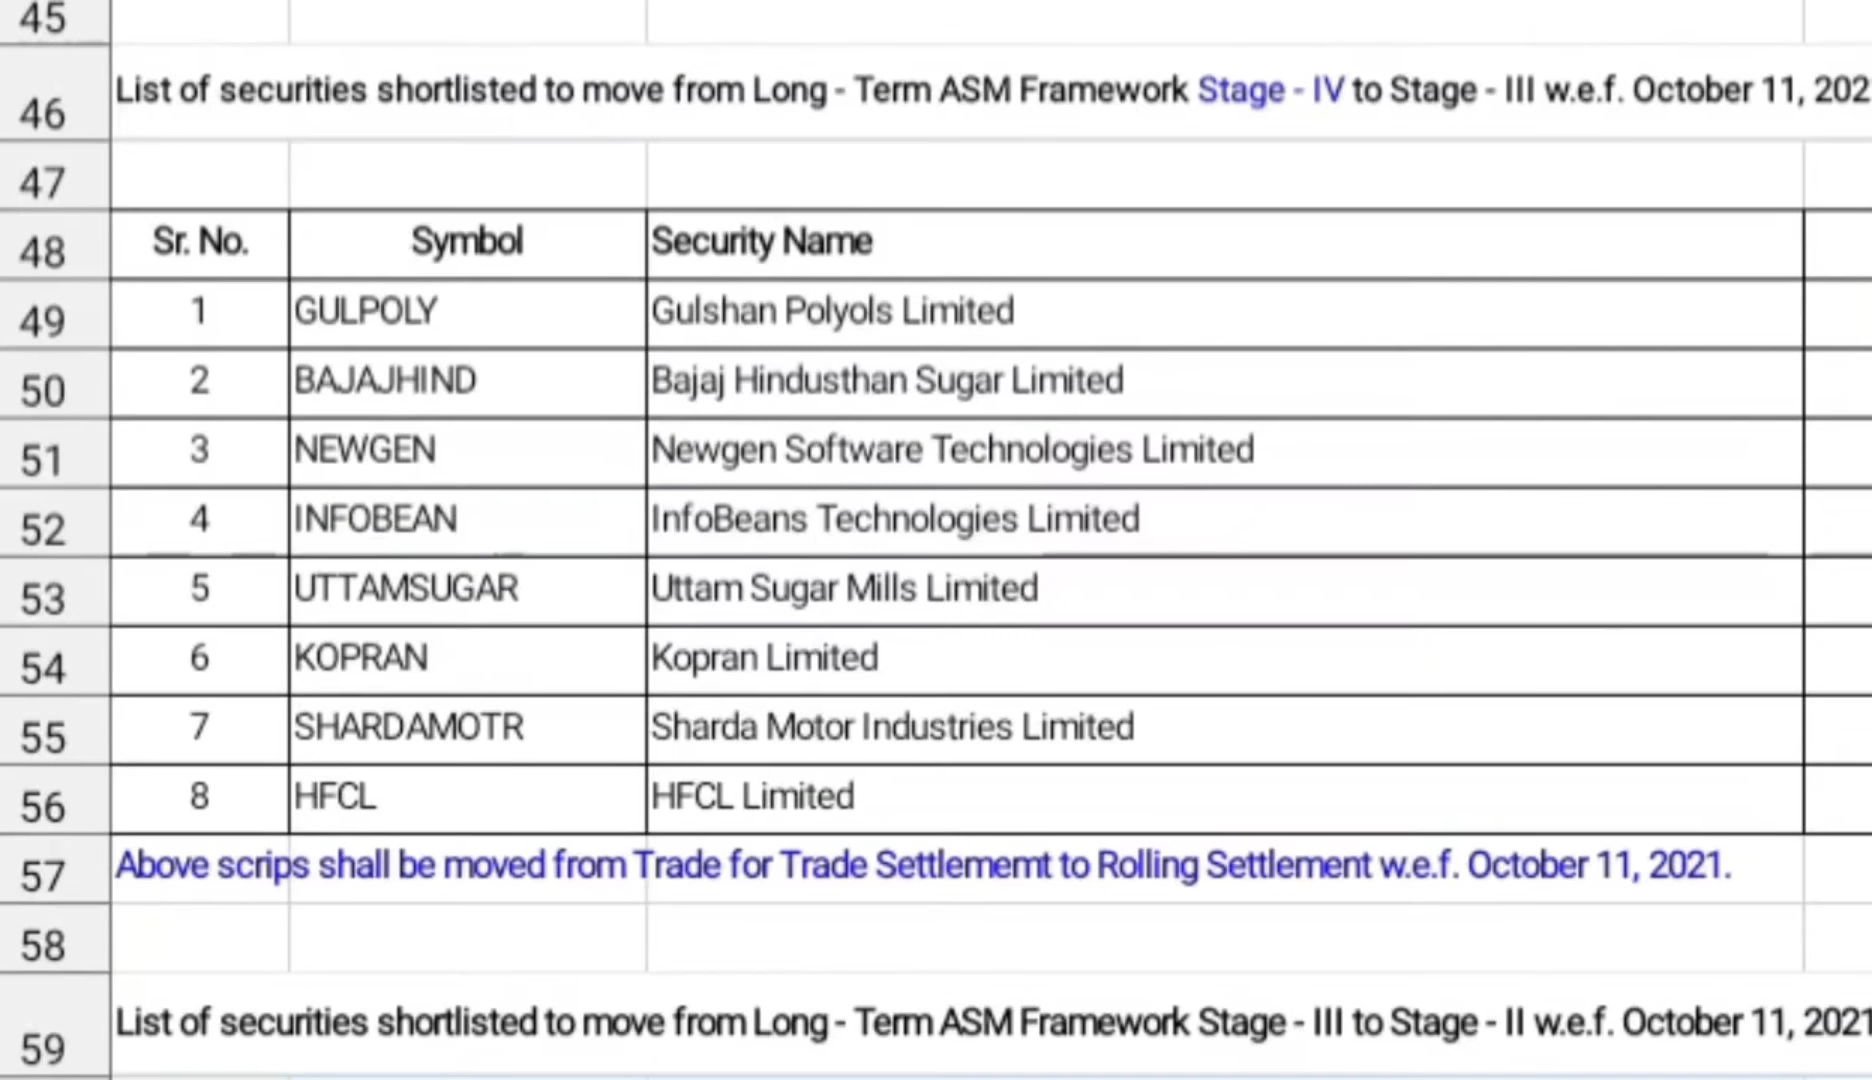 45
46 List of securities shortlisted to move from Long - Term ASM Framework Stage - IV to Stage - III w.e.f. October 11, 202
47
48 Sr. No. Symbol Security Name
49 1 GULPOLY Gulshan Polyols Limited
50 2 BAJAJHIND Bajaj Hindusthan Sugar Limited
51 3 NEWGEN Newgen Software Technologies Limited
52 4 INFOBEAN InfoBeans Technologies Limited
53 5 UTTAMSUGAR Uttam Sugar Mills Limited
54 6 KOPRAN Kopran Limited
55 7 SHARDAMOTR Sharda Motor Industries Limited
56 8 HFCL HFCL Limited
57 Above scrips shall be moved from Trade for Trade Settlememt to Rolling Settlement w.e.f. October 11, 2021.
58
59 List of securities shortlisted to move from Long - Term ASM Framework Stage - III to Stage - II w.e.f. October 11, 2021